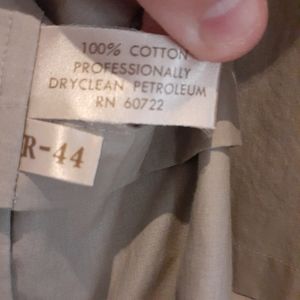 100% COTTON
PROFESSIONALLY
DRYCLEAN PETROLEUM
RN 60722
R-44